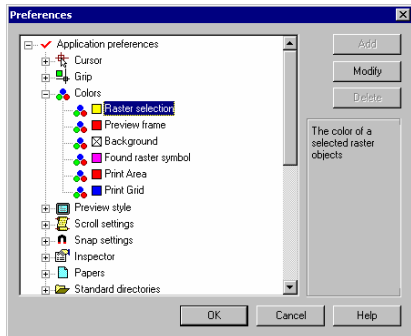 Preferences
Application preferences
Cursor
Grip
Colors
Raster selection
Preview frame
Background
Found raster symbol
Print Area
Print Grid
Preview style
Scroll settings
Snap settings
Inspector
Papers
Standard directories
Add
Modify
Delete
The color of a
selected raster
objects
OK
Cancel
Help